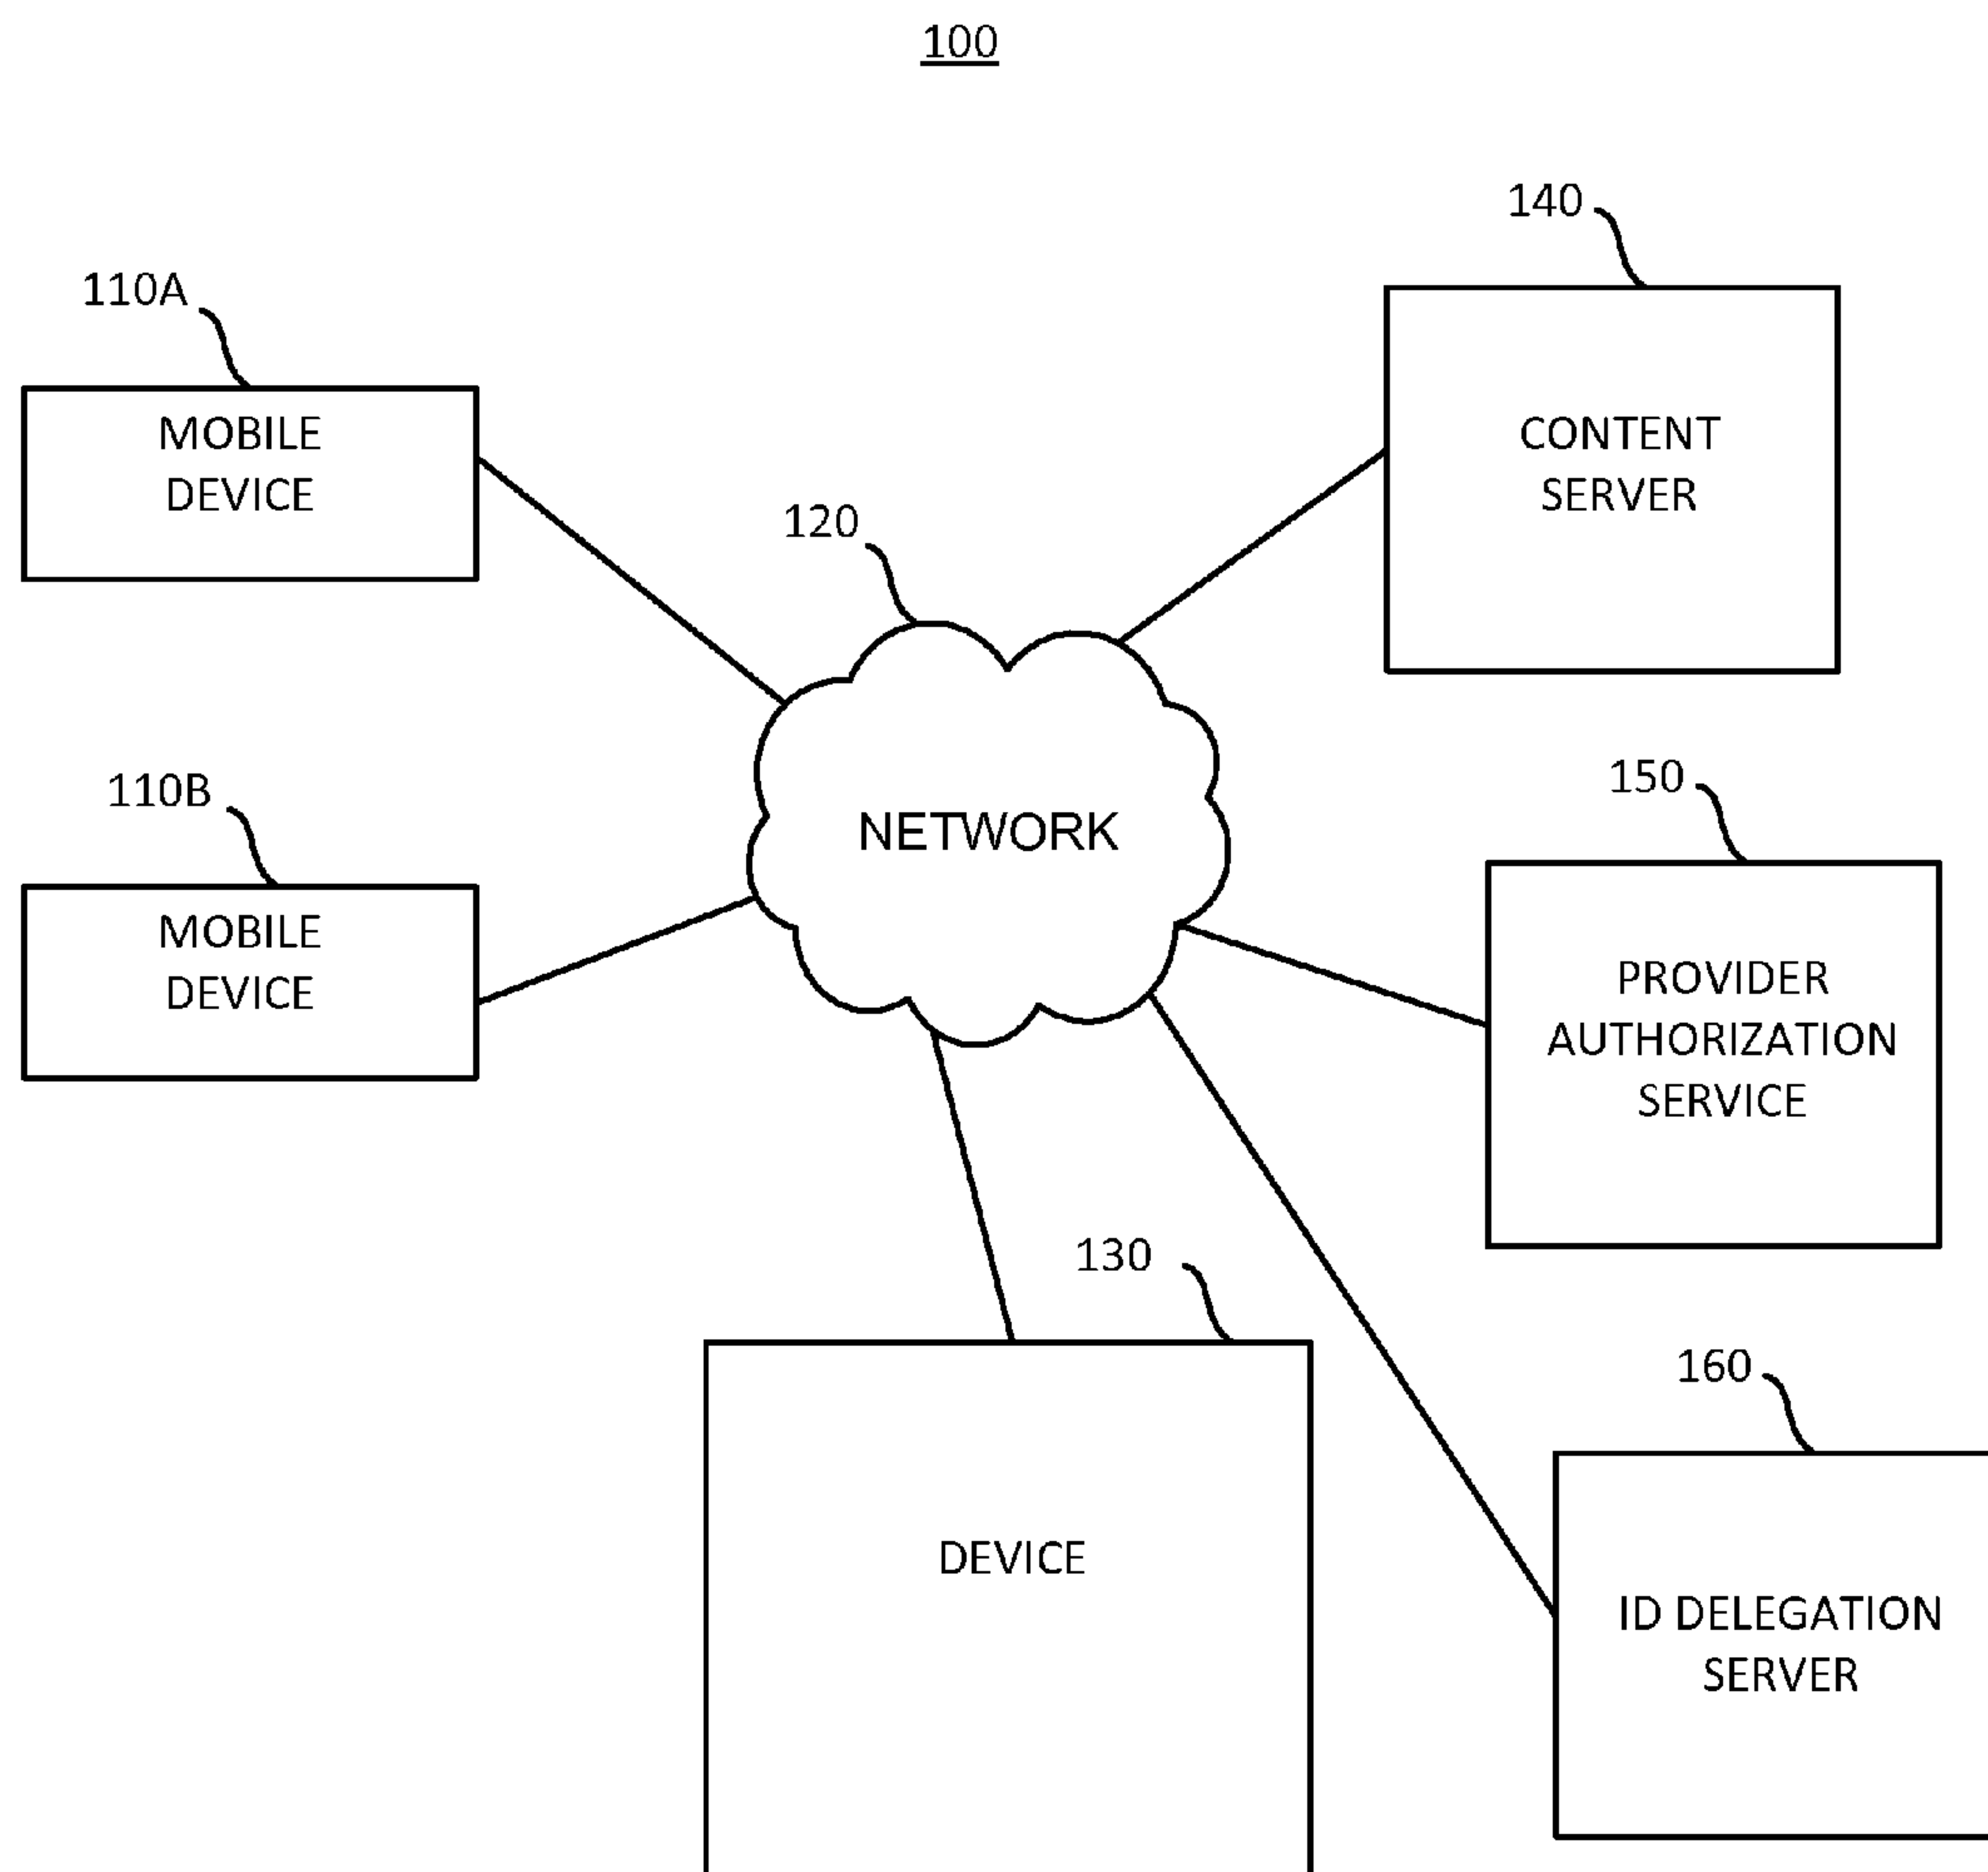 100
140
110A
MOBILE
DEVICE
CONTENT
SERVER
120
110B
150
NETWORK
MOBILE
DEVICE
PROVIDER
AUTHORIZATION
SERVICE
130
160
DEVICE
ID DELEGATION
SERVER